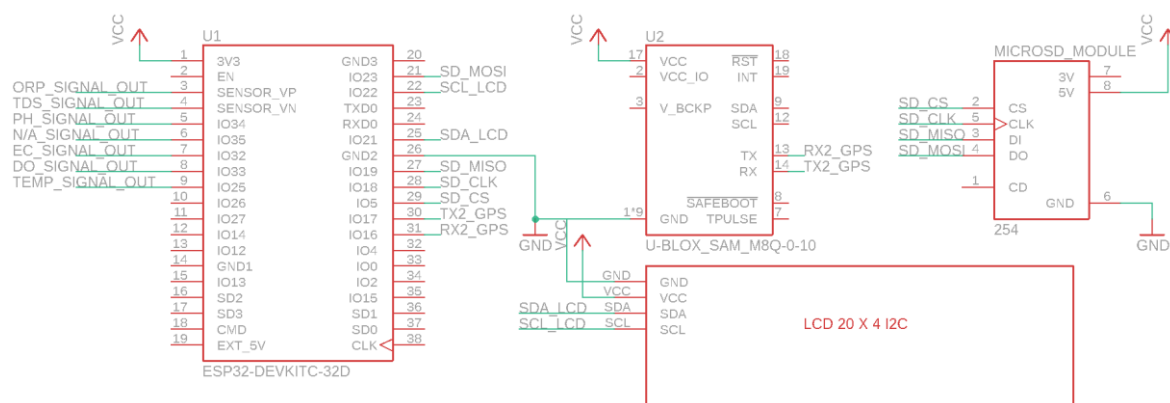 VCC
U1
1 3V3 GND3 20
2 EN IO23 21 SD_MOSI
ORP_SIGNAL_OUT 3 SENSOR_VP IO22 22 SCL_LCD
TDS_SIGNAL_OUT 4 SENSOR_VN TXD0 23
PH_SIGNAL_OUT 5 IO34 RXD0 24
N/A_SIGNAL_OUT 6 IO35 IO21 25 SDA_LCD
EC_SIGNAL_OUT 7 IO32 GND2 26
DO_SIGNAL_OUT 8 IO33 IO19 27 SD_MISO
TEMP_SIGNAL_OUT 9 IO25 IO18 28 SD_CLK
10 IO26 IO5 29 SD_CS
11 IO27 IO17 30 TX2_GPS
12 IO14 IO16 31 RX2_GPS
13 IO12 IO4 32
14 GND1 IO0 33
15 IO13 IO2 34
16 SD2 IO15 35
17 SD3 SD1 36
18 CMD SD0 37
19 EXT_5V CLK 38
ESP32-DEVKITC-32D
VCC
U2
17 VCC RST 18
2 VCC_IO INT 19
3 V_BCKP SDA 9
SCL 12
TX 13 RX2_GPS
RX 14 TX2_GPS
SAFEBOOT 8
1*9 GND TPULSE 7
U-BLOX_SAM_M8Q-0-10
GND
VCC
VCC
MICROSD_MODULE
3V 7
5V 8
SD_CS 2 CS
SD_CLK 5 CLK
SD_MISO 3 DI
SD_MOSI 4 DO
1 CD
GND 6
254
GND
GND GND
VCC VCC
SDA_LCD SDA SDA
SCL_LCD SCL SCL
LCD 20 X 4 I2C